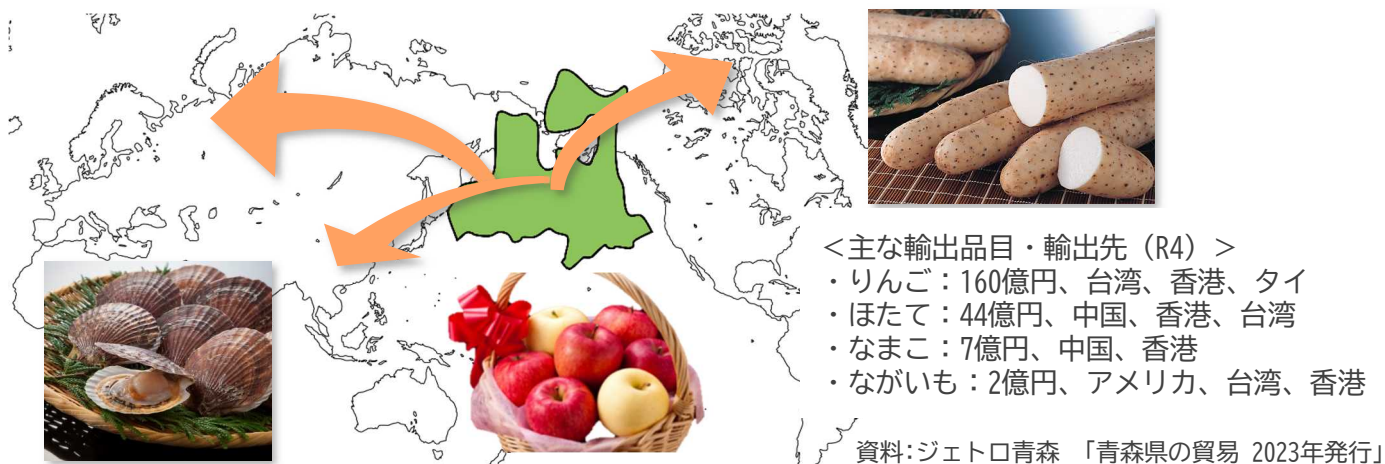 <主な輸出品目・輸出先（R4）>
・りんご：160億円、台湾、香港、タイ
・ほたて：44億円、中国、香港、台湾
・なまこ：7億円、中国、香港
・ながいも：2億円、アメリカ、台湾、香港
資料：ジェトロ青森 「青森県の貿易 2023年発行」